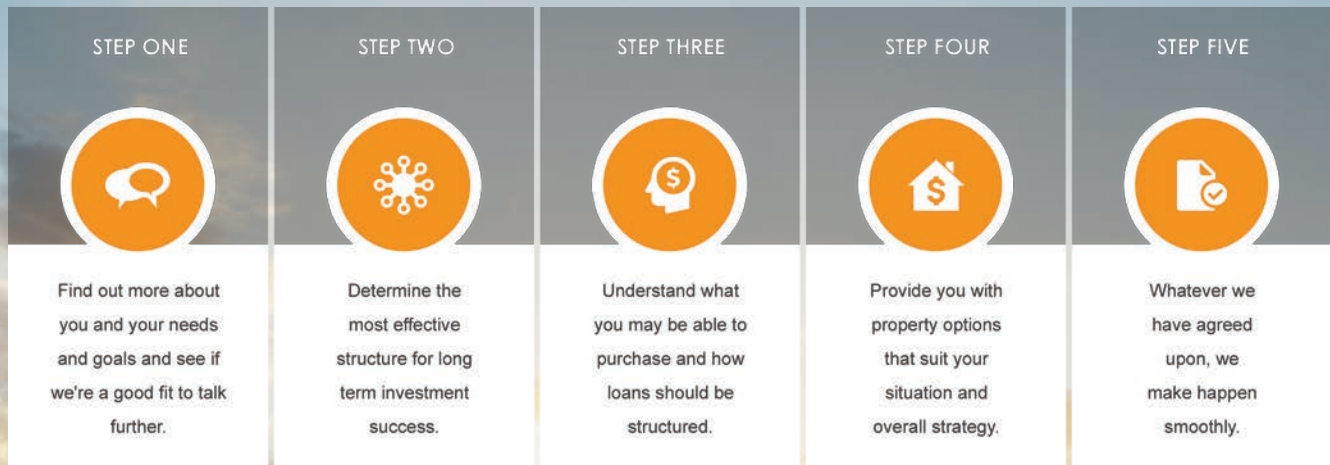 STEP ONE
Find out more about
you and your needs
and goals and see if
we're a good fit to talk
further.
STEP TWO
Determine the
most effective
structure for long
term investment
success.
STEP THREE
$
Understand what
you may be able to
purchase and how
loans should be
structured.
STEP FOUR
$
Provide you with
property options
that suit your
situation and
overall strategy.
STEP FIVE
Whatever we
have agreed
upon, we
make happen
smoothly.